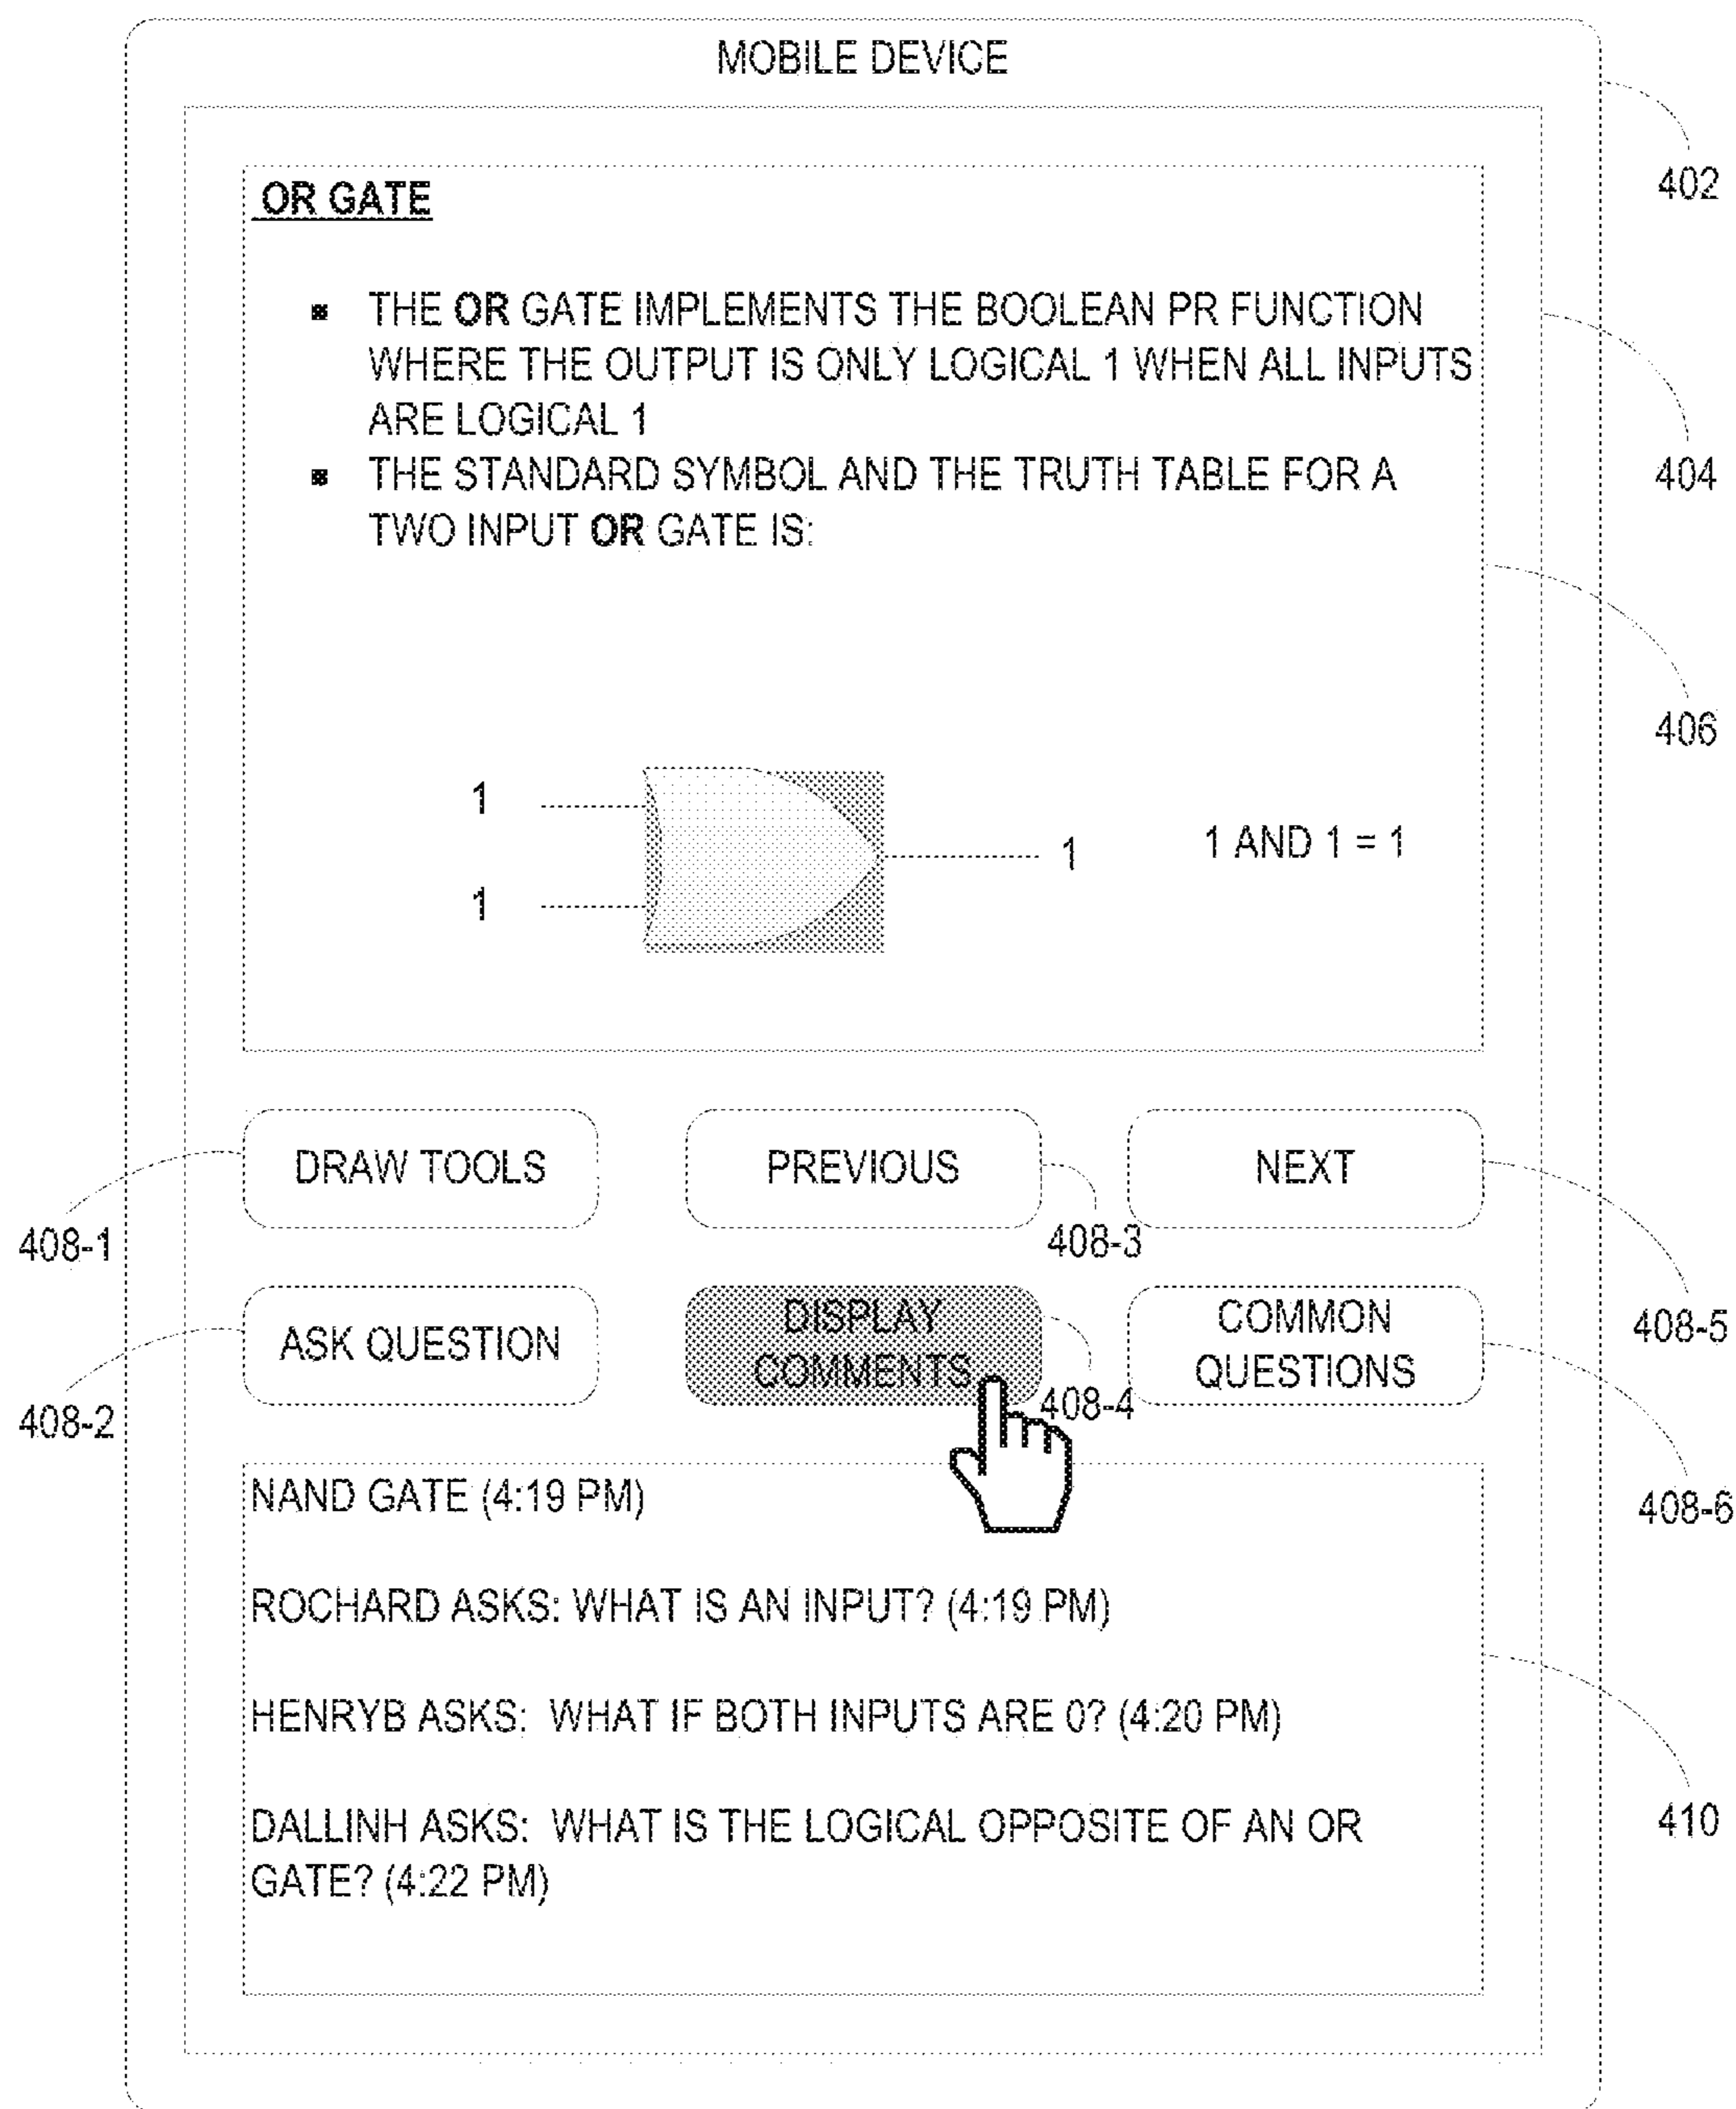 MOBILE DEVICE
402
OR GATE
▪ THE OR GATE IMPLEMENTS THE BOOLEAN PR FUNCTION
WHERE THE OUTPUT IS ONLY LOGICAL 1 WHEN ALL INPUTS
ARE LOGICAL 1
404
▪ THE STANDARD SYMBOL AND THE TRUTH TABLE FOR A
TWO INPUT OR GATE IS:
406
1
1
1
1 AND 1 = 1
DRAW TOOLS
PREVIOUS
NEXT
408-1
408-3
408-5
ASK QUESTION
DISPLAY
COMMENTS
COMMON
QUESTIONS
408-2
408-4
408-6
NAND GATE (4:19 PM)
ROCHARD ASKS: WHAT IS AN INPUT? (4:19 PM)
HENRYB ASKS: WHAT IF BOTH INPUTS ARE 0? (4:20 PM)
DALLINH ASKS: WHAT IS THE LOGICAL OPPOSITE OF AN OR
GATE? (4:22 PM)
410